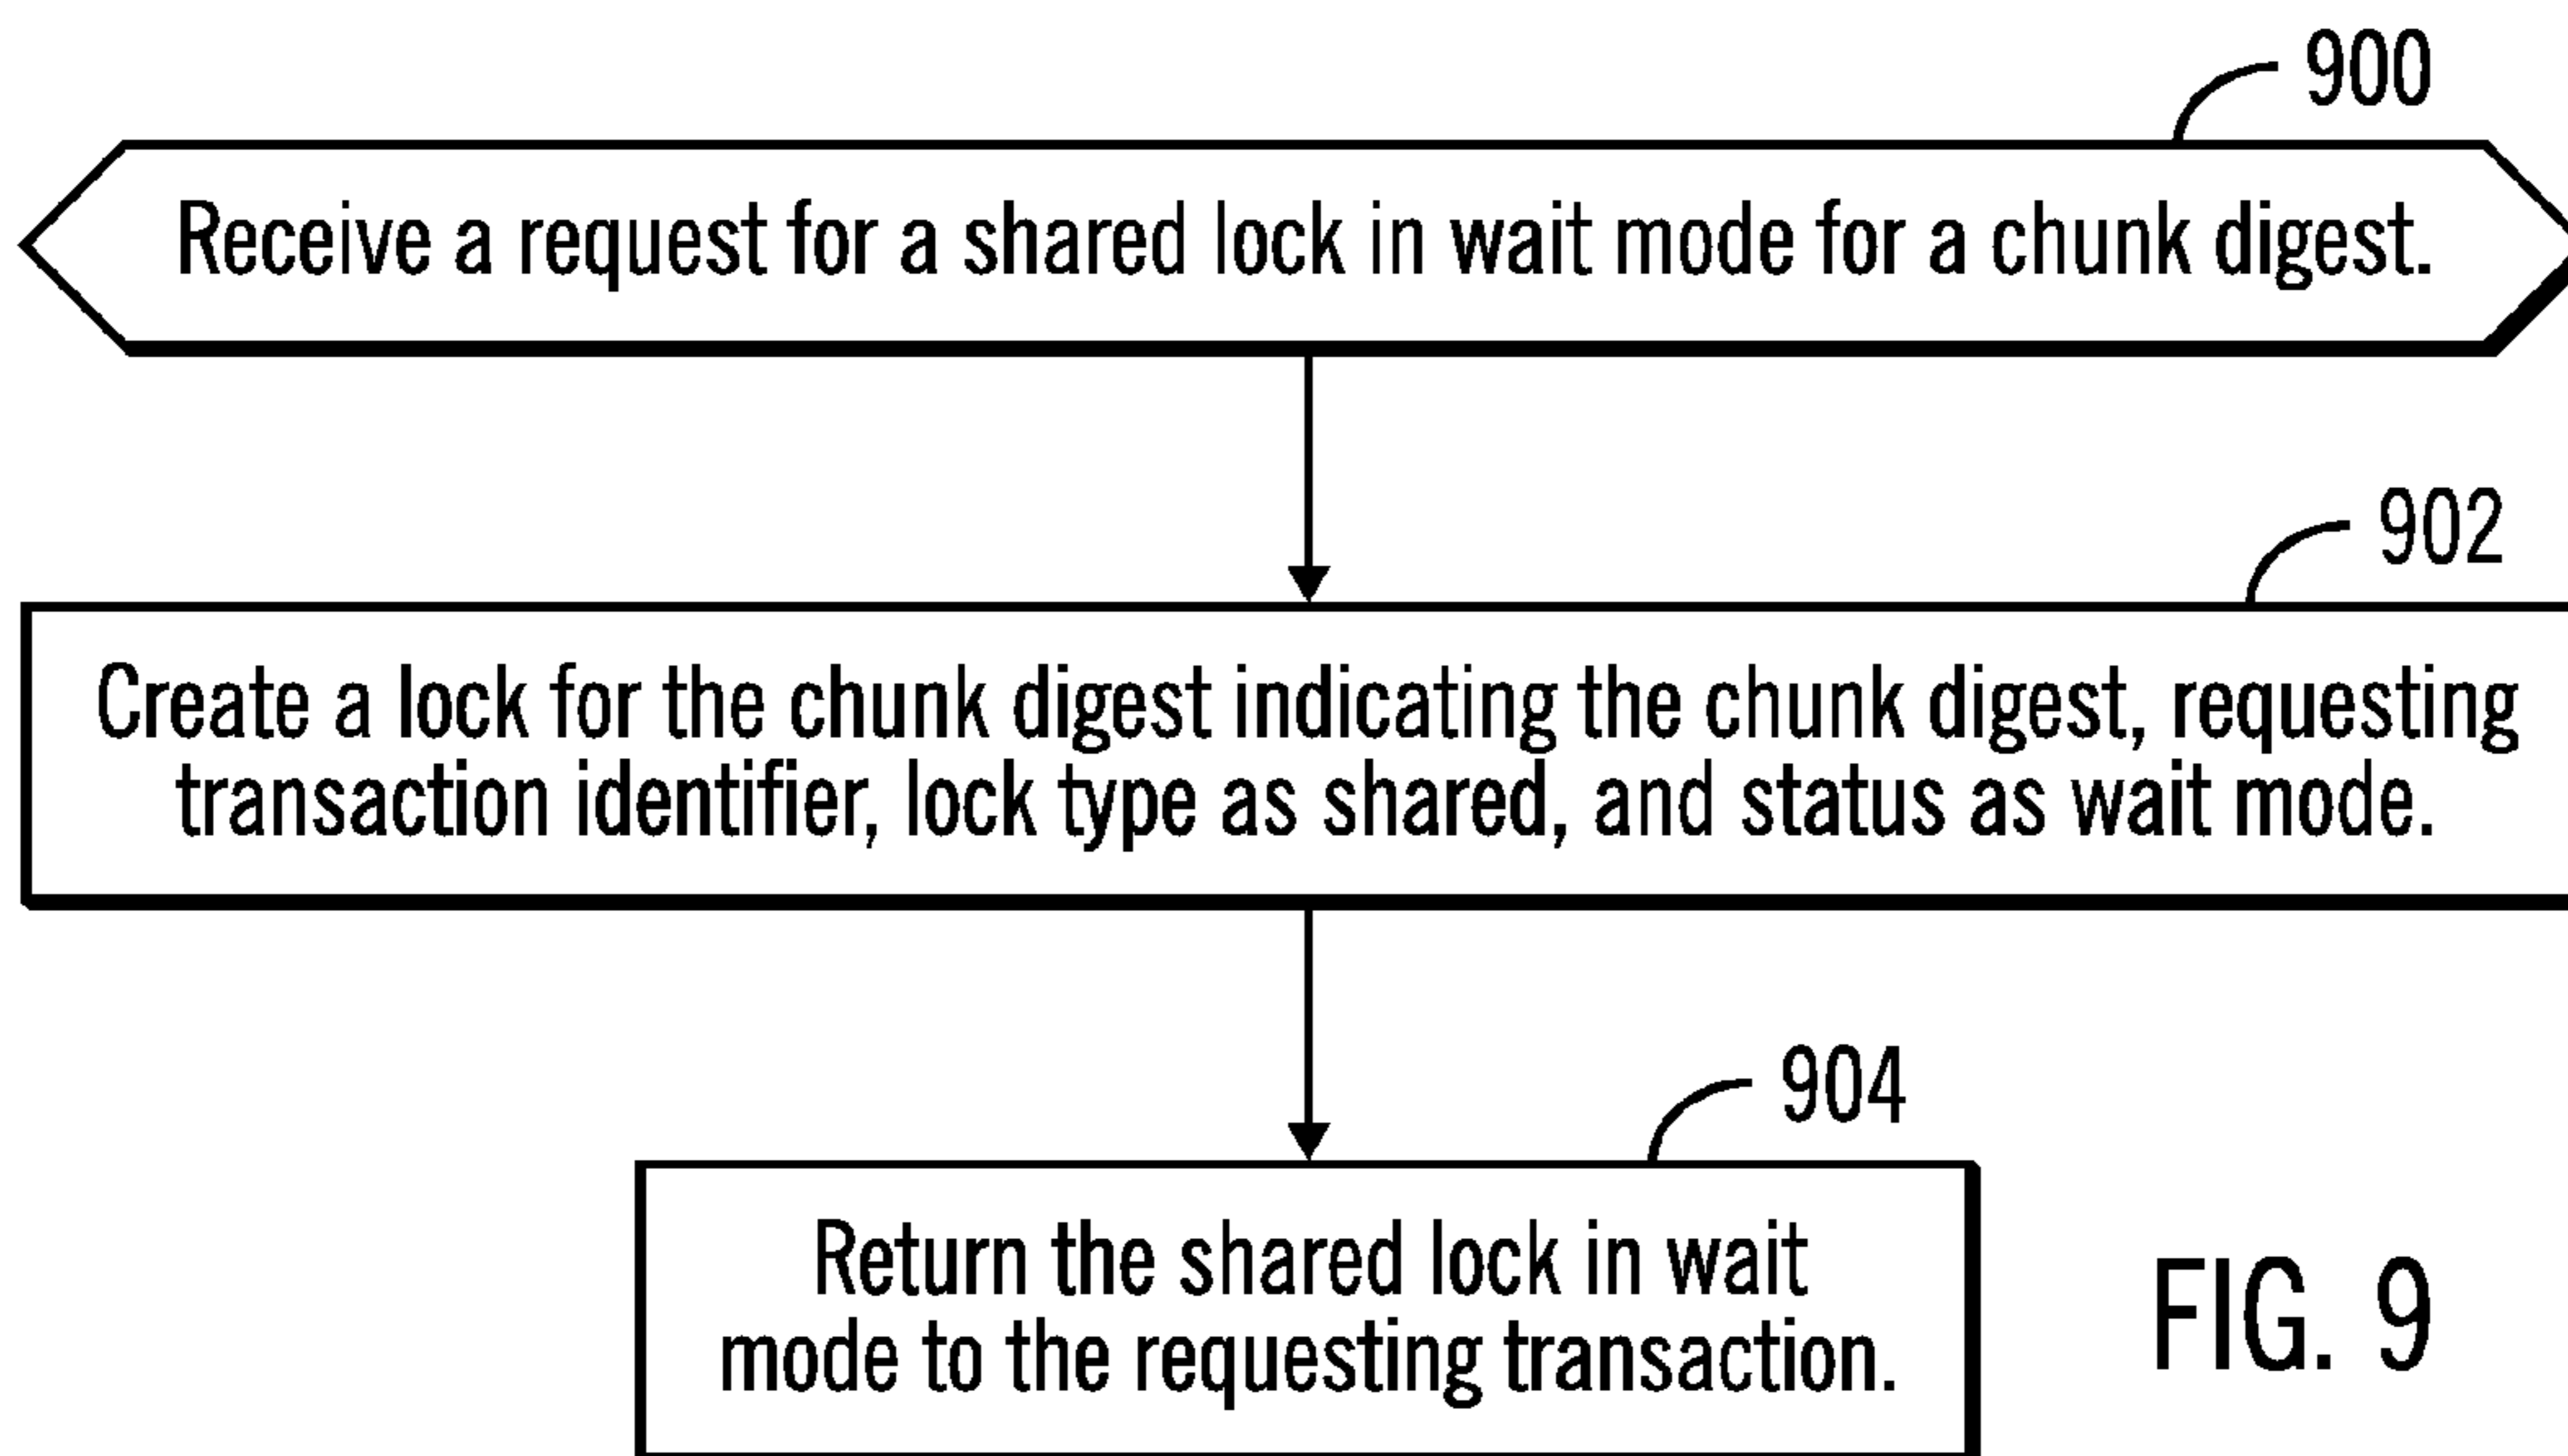 900
Receive a request for a shared lock in wait mode for a chunk digest.
902
Create a lock for the chunk digest indicating the chunk digest, requesting
transaction identifier, lock type as shared, and status as wait mode.
904
Return the shared lock in wait
mode to the requesting transaction.
FIG. 9